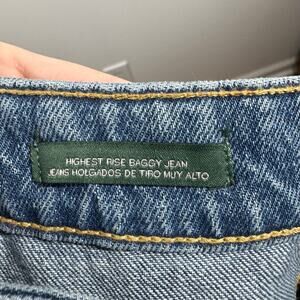 HIGHEST RISE BAGGY JEAN
JEANS HOLGADOS DE TIRO MUY ALTO